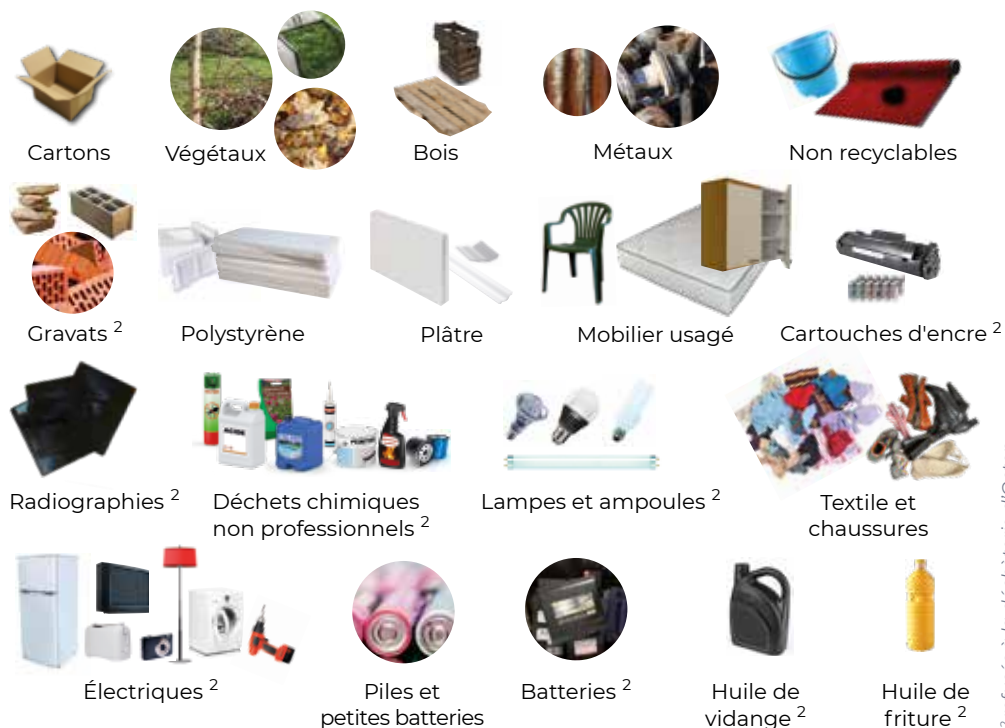 Cartons
Végétaux
Bois
Métaux
Non recyclables
Gravats ²
Polystyrène
Plâtre
Mobilier usagé
Cartouches d'encre ²
Radiographies ²
Déchets chimiques
non professionnels ²
Lampes et ampoules ²
Textile et
chaussures
ACIDE
Électriques ²
Piles et
petites batteries
Batteries ²
Huile de
vidange ²
Huile de
friture ²